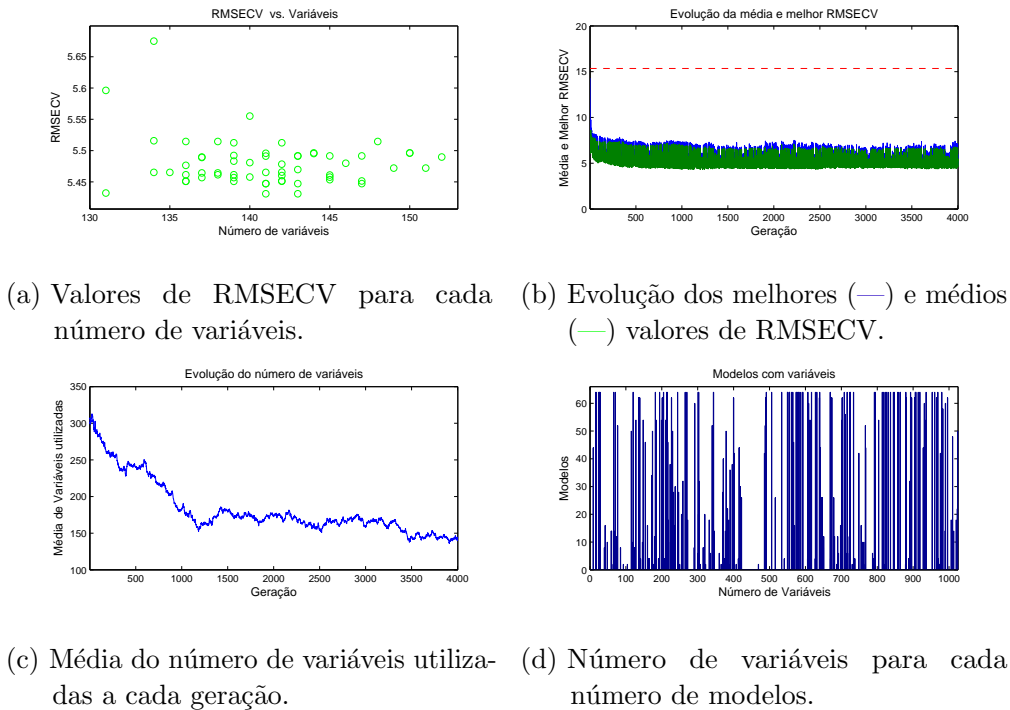 RMSECV vs. Variáveis
5.65
5.6
5.55
5.5
5.45
RMSECV
130 135 140 145 150
Número de variáveis
Evolução da média e melhor RMSECV
20
15
10
5
0
Média e Melhor RMSECV
500 1000 1500 2000 2500 3000 3500 4000
Geração
(a) Valores de RMSECV para cada
número de variáveis.
(b) Evolução dos melhores (—) e médios
(—) valores de RMSECV.
Evolução do número de variáveis
350
300
250
200
150
100
Média de Variáveis utilizadas
500 1000 1500 2000 2500 3000 3500 4000
Geração
Modelos com variáveis
60
50
40
30
20
10
0
Modelos
0 100 200 300 400 500 600 700 800 900 1000
Número de Variáveis
(c) Média do número de variáveis utiliza-
das a cada geração.
(d) Número de variáveis para cada
número de modelos.